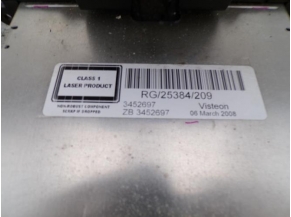 CLASS 1
LASER PRODUCT
RG/25384/209
3452697
Visteon
ZB 3452697
06 March 2008